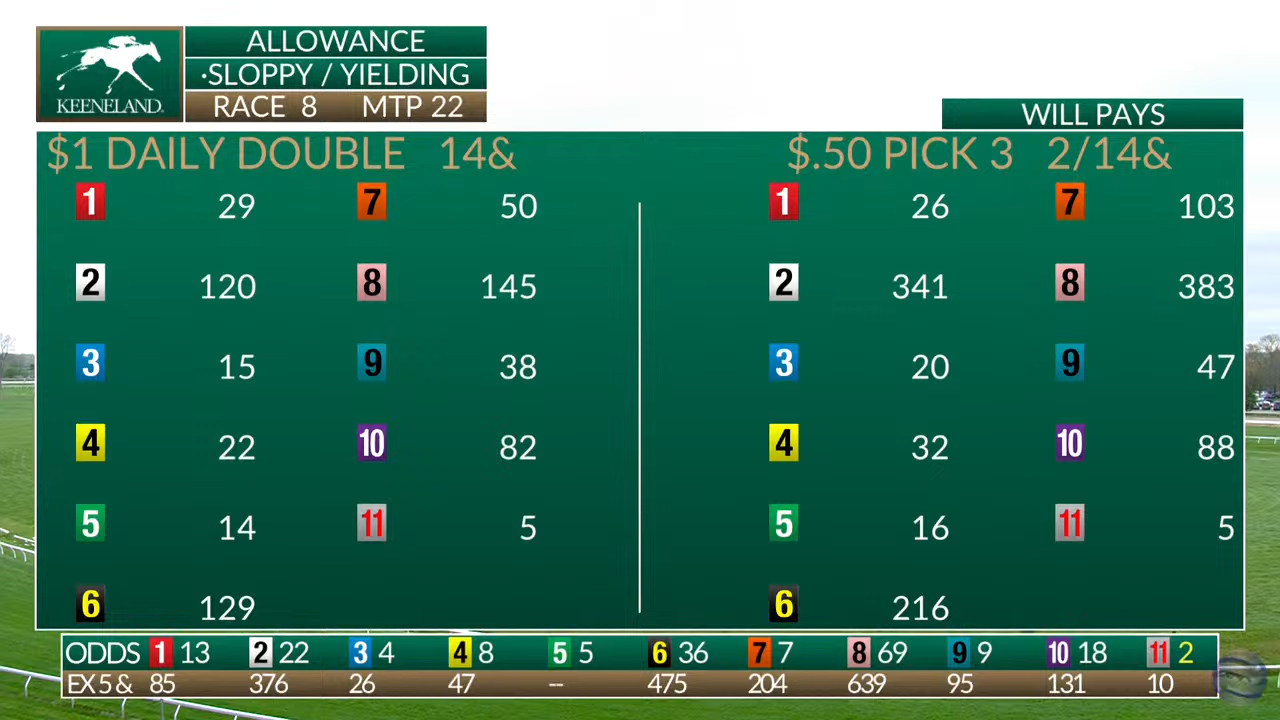 KEENELAND
ALLOWANCE
·SLOPPY / YIELDING
RACE 8 MTP 22
WILL PAYS
$1 DAILY DOUBLE 14& $.50 PICK 3 2/14&
1 29 7 50 1 26 7 103
2 120 8 145 2 341 8 383
3 15 9 38 3 20 9 47
4 22 10 82 4 32 10 88
5 14 11 5 5 16 11 5
6 129 6 216
ODDS 1 13 2 22 3 4 4 8 5 5 6 36 7 7 8 69 9 9 10 18 11 2
EX 5 & 85 376 26 47 -- 475 204 639 95 131 10